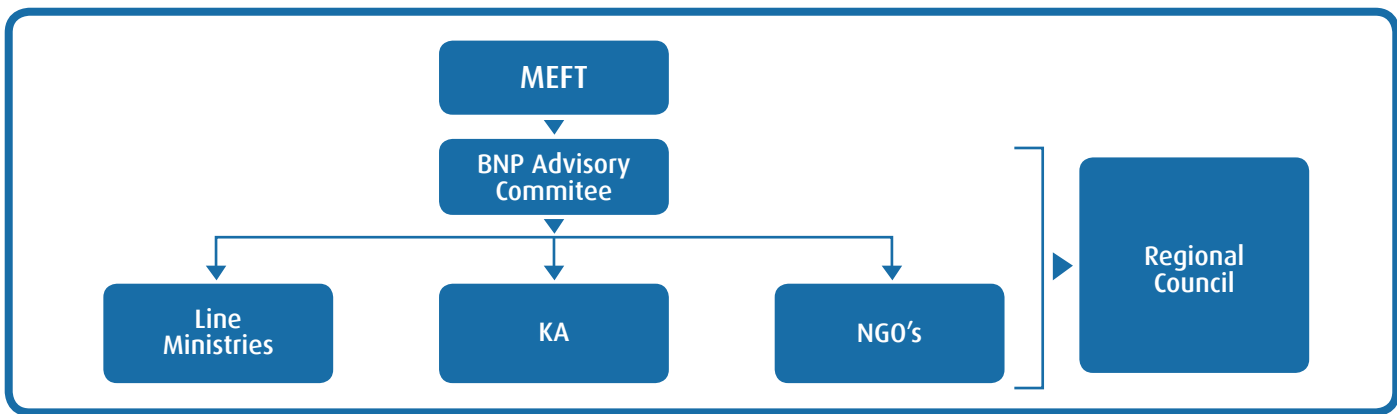 MEFT
BNP Advisory
Commitee
Line
Ministries
KA
NGO's
Regional
Council